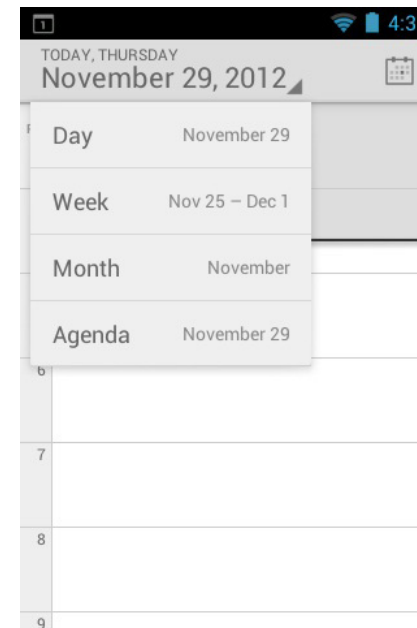 1
4:3
TODAY, THURSDAY
November 29, 2012
Day November 29
Week Nov 25 – Dec 1
Month November
Agenda November 29
6
7
8
9